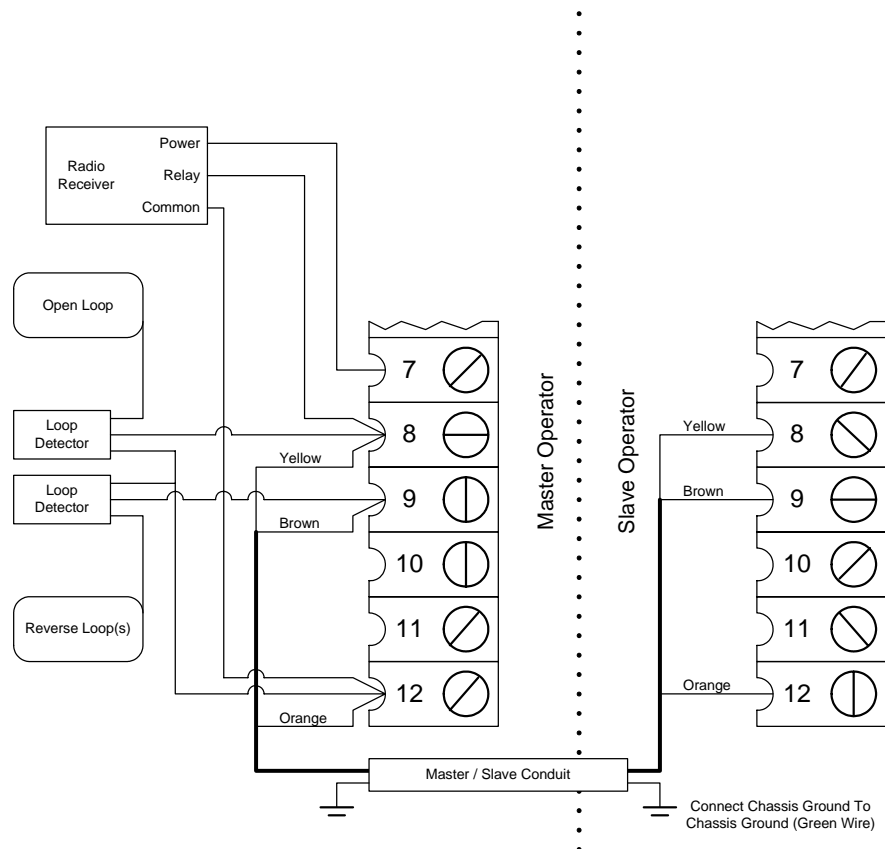 Power
Radio
Receiver
Relay
Common
Open Loop
Loop
Detector
Loop
Detector
Reverse Loop(s)
Yellow
Brown
Orange
7
8
9
10
11
12
Master Operator
Slave Operator
Yellow
Brown
Orange
7
8
9
10
11
12
Master / Slave Conduit
Connect Chassis Ground To
Chassis Ground (Green Wire)